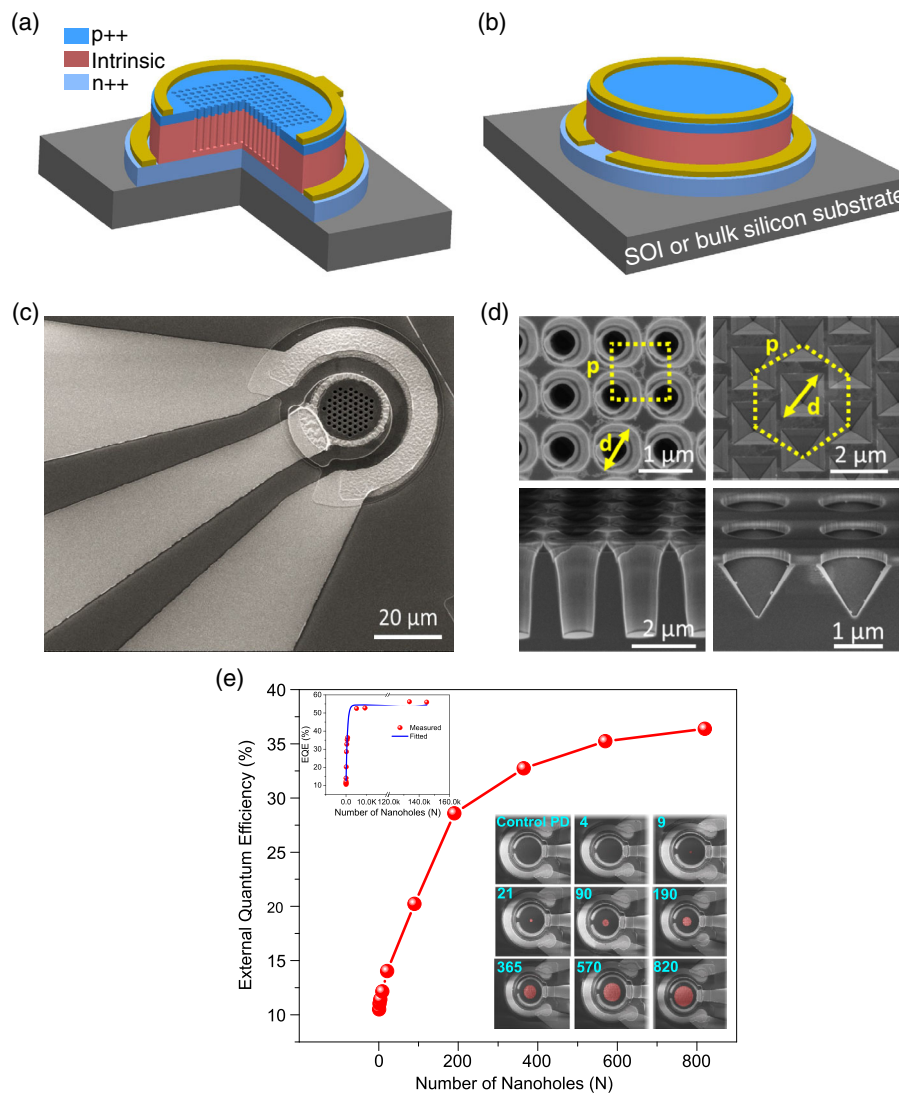 (a)
p++
Intrinsic
n++
(b)
SOI or bulk silicon substrate
(c)
20 μm
(d)
p
d
1 μm
p
d
2 μm
2 μm
1 μm
(e)
External Quantum Efficiency (%)
40
35
30
25
20
15
10
0
200
400
600
800
Number of Nanoholes (N)
EQE (%)
60
50
40
30
20
10
0.0
10.0k
120.0k
140.0k
160.0k
Number of Nanoholes (N)
Measured
Fitted
Control PD
4
9
21
90
190
365
570
820